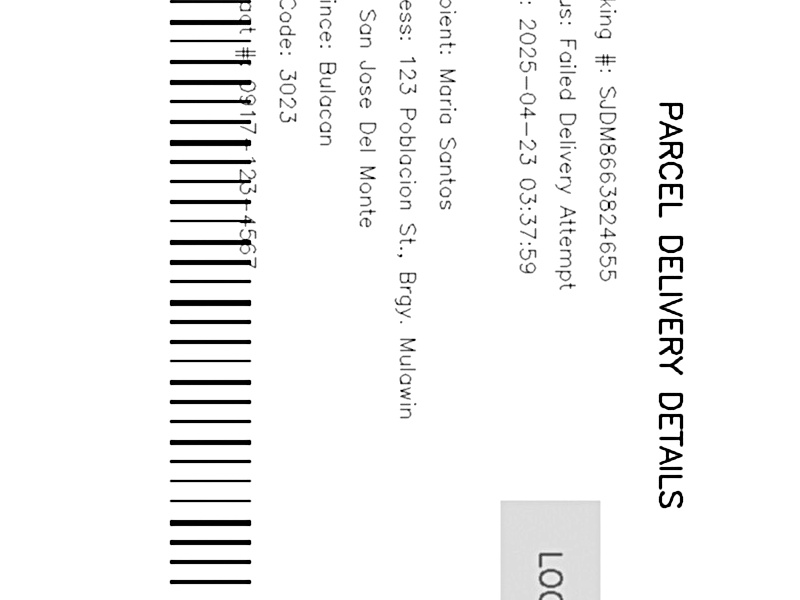 PARCEL DELIVERY DETAILS
king #: SJDM8663824655
us: Failed Delivery Attempt
: 2025-04-23 03:37:59
LOG
pient: Maria Santos
ess: 123 Poblacion St., Brgy. Mulawin
San Jose Del Monte
ince: Bulacan
Code: 3023
act #: 0917-123-4567